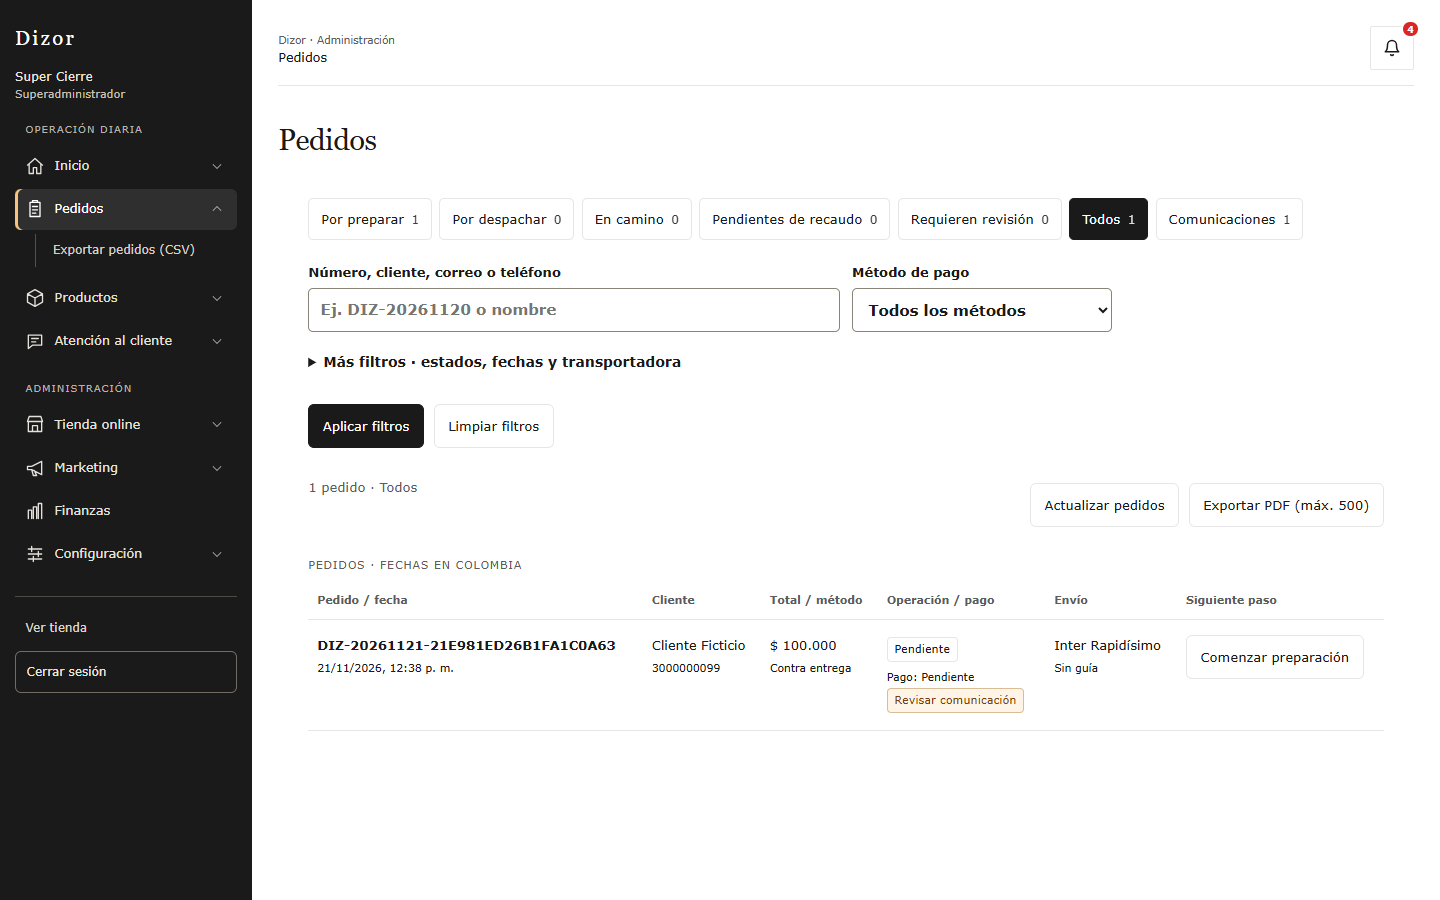 Dizor
Super Cierre
Superadministrador
OPERACIÓN DIARIA
Inicio
Pedidos
Exportar pedidos (CSV)
Productos
Atención al cliente
ADMINISTRACIÓN
Tienda online
Marketing
Finanzas
Configuración
Ver tienda
Cerrar sesión
Dizor · Administración
Pedidos
4
Pedidos
Por preparar 1
Por despachar 0
En camino 0
Pendientes de recaudo 0
Requieren revisión 0
Todos 1
Comunicaciones 1
Número, cliente, correo o teléfono
Ej. DIZ-20261120 o nombre
Método de pago
Todos los métodos
Más filtros · estados, fechas y transportadora
Aplicar filtros
Limpiar filtros
1 pedido · Todos
Actualizar pedidos
Exportar PDF (máx. 500)
PEDIDOS · FECHAS EN COLOMBIA
Pedido / fecha
Cliente
Total / método
Operación / pago
Envío
Siguiente paso
DIZ-20261121-21E981ED26B1FA1C0A63
21/11/2026, 12:38 p. m.
Cliente Ficticio
3000000099
$ 100.000
Contra entrega
Pendiente
Pago: Pendiente
Revisar comunicación
Inter Rapidísimo
Sin guía
Comenzar preparación